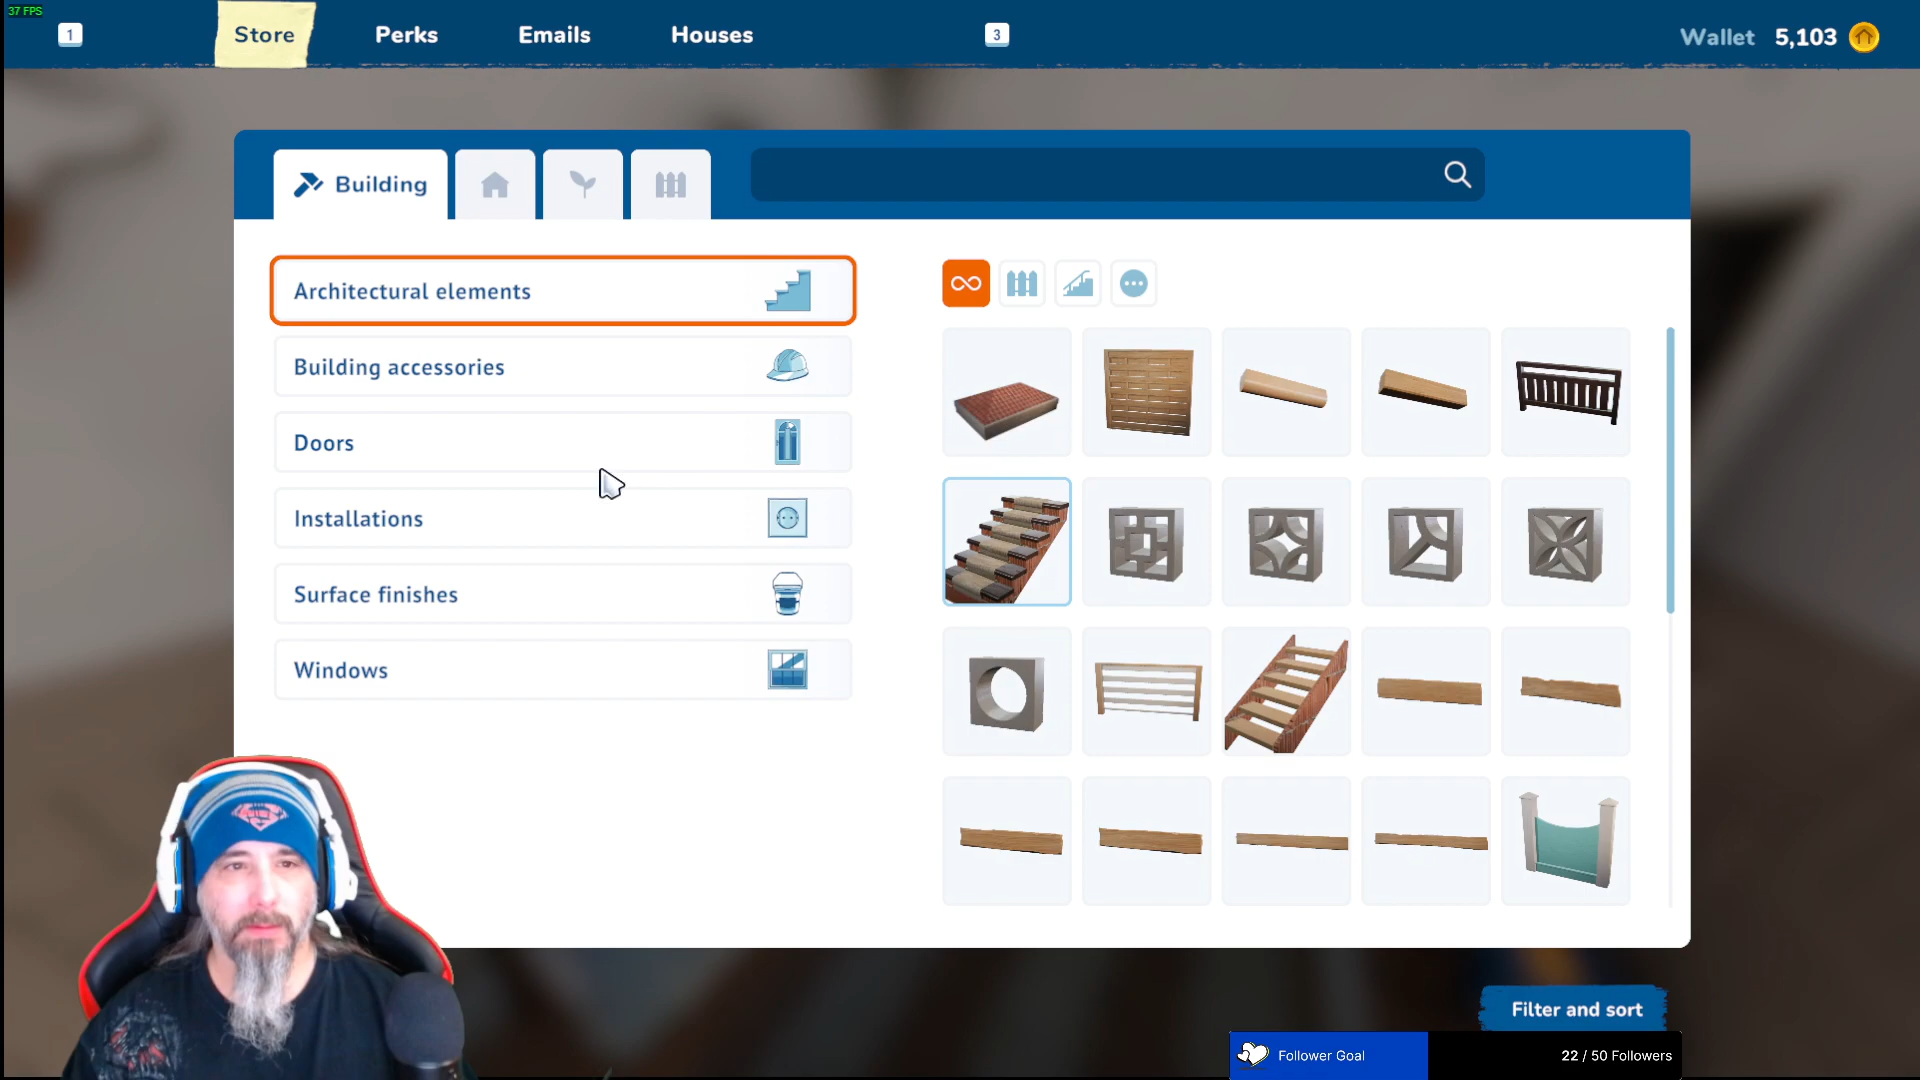 37 FPS
1
Store
Perks
Emails
Houses
3
Wallet 5,103
Building
Architectural elements
Building accessories
Doors
Installations
Surface finishes
Windows
Filter and sort
Follower Goal
22 / 50 Followers